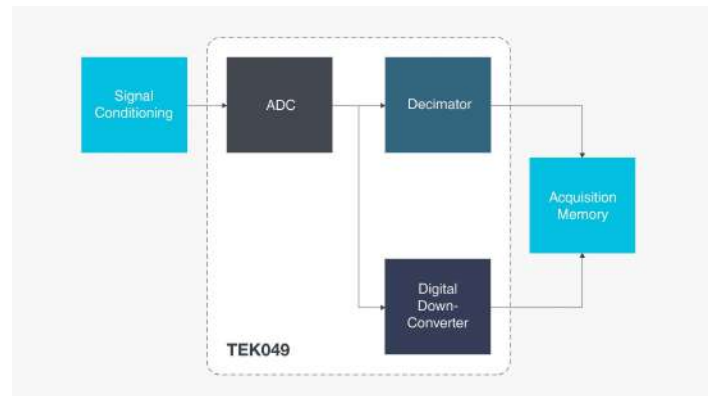 Signal
Conditioning
ADC
Decimator
Acquisition
Memory
Digital
Down-
Converter
TEK049